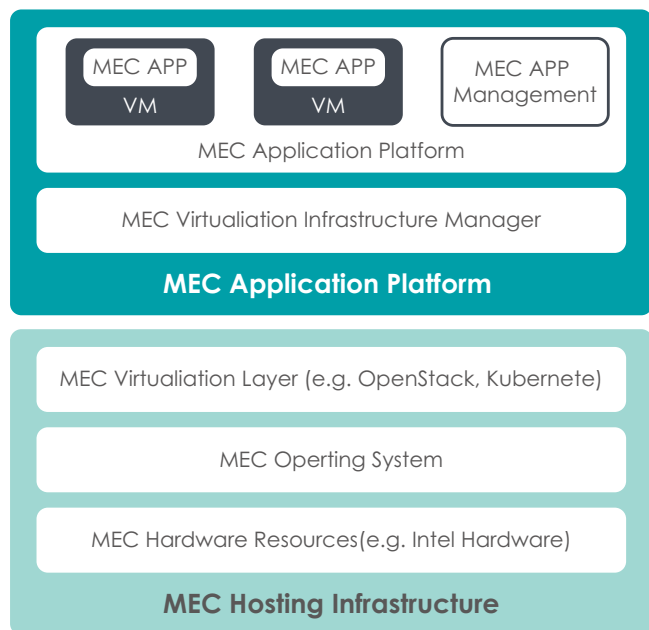 MEC APP
VM
MEC APP
VM
MEC APP
Management
MEC Application Platform
MEC Virtualiation Infrastructure Manager
MEC Application Platform
MEC Virtualiation Layer (e.g. OpenStack, Kubernete)
MEC Operting System
MEC Hardware Resources(e.g. Intel Hardware)
MEC Hosting Infrastructure